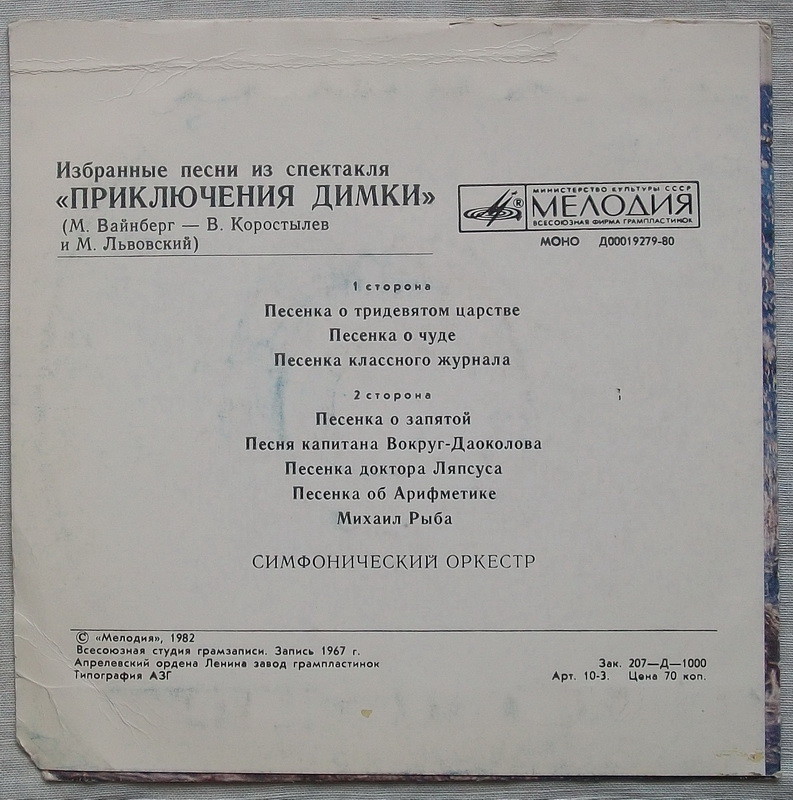 Избранные песни из спектакля
«ПРИКЛЮЧЕНИЯ ДИМКИ»
(М. Вайнберг — В. Коростылев
и М. Львовский)
®
МИНИСТЕРСТВО КУЛЬТУРЫ СССР
МЕЛОДИЯ
ВСЕСОЮЗНАЯ ФИРМА ГРАМПЛАСТИНОК
МОНО Д00019279-80
1 сторона
Песенка о тридевятом царстве
Песенка о чуде
Песенка классного журнала
2 сторона
Песенка о запятой
Песня капитана Вокруг-Даоколова
Песенка доктора Ляпсуса
Песенка об Арифметике
Михаил Рыба
СИМФОНИЧЕСКИЙ ОРКЕСТР
© «Мелодия», 1982
Всесоюзная студия грамзаписи. Запись 1967 г.
Апрелевский ордена Ленина завод грампластинок
Типография АЗГ
Зак. 207—Д—1000
Арт. 10-3. Цена 70 коп.